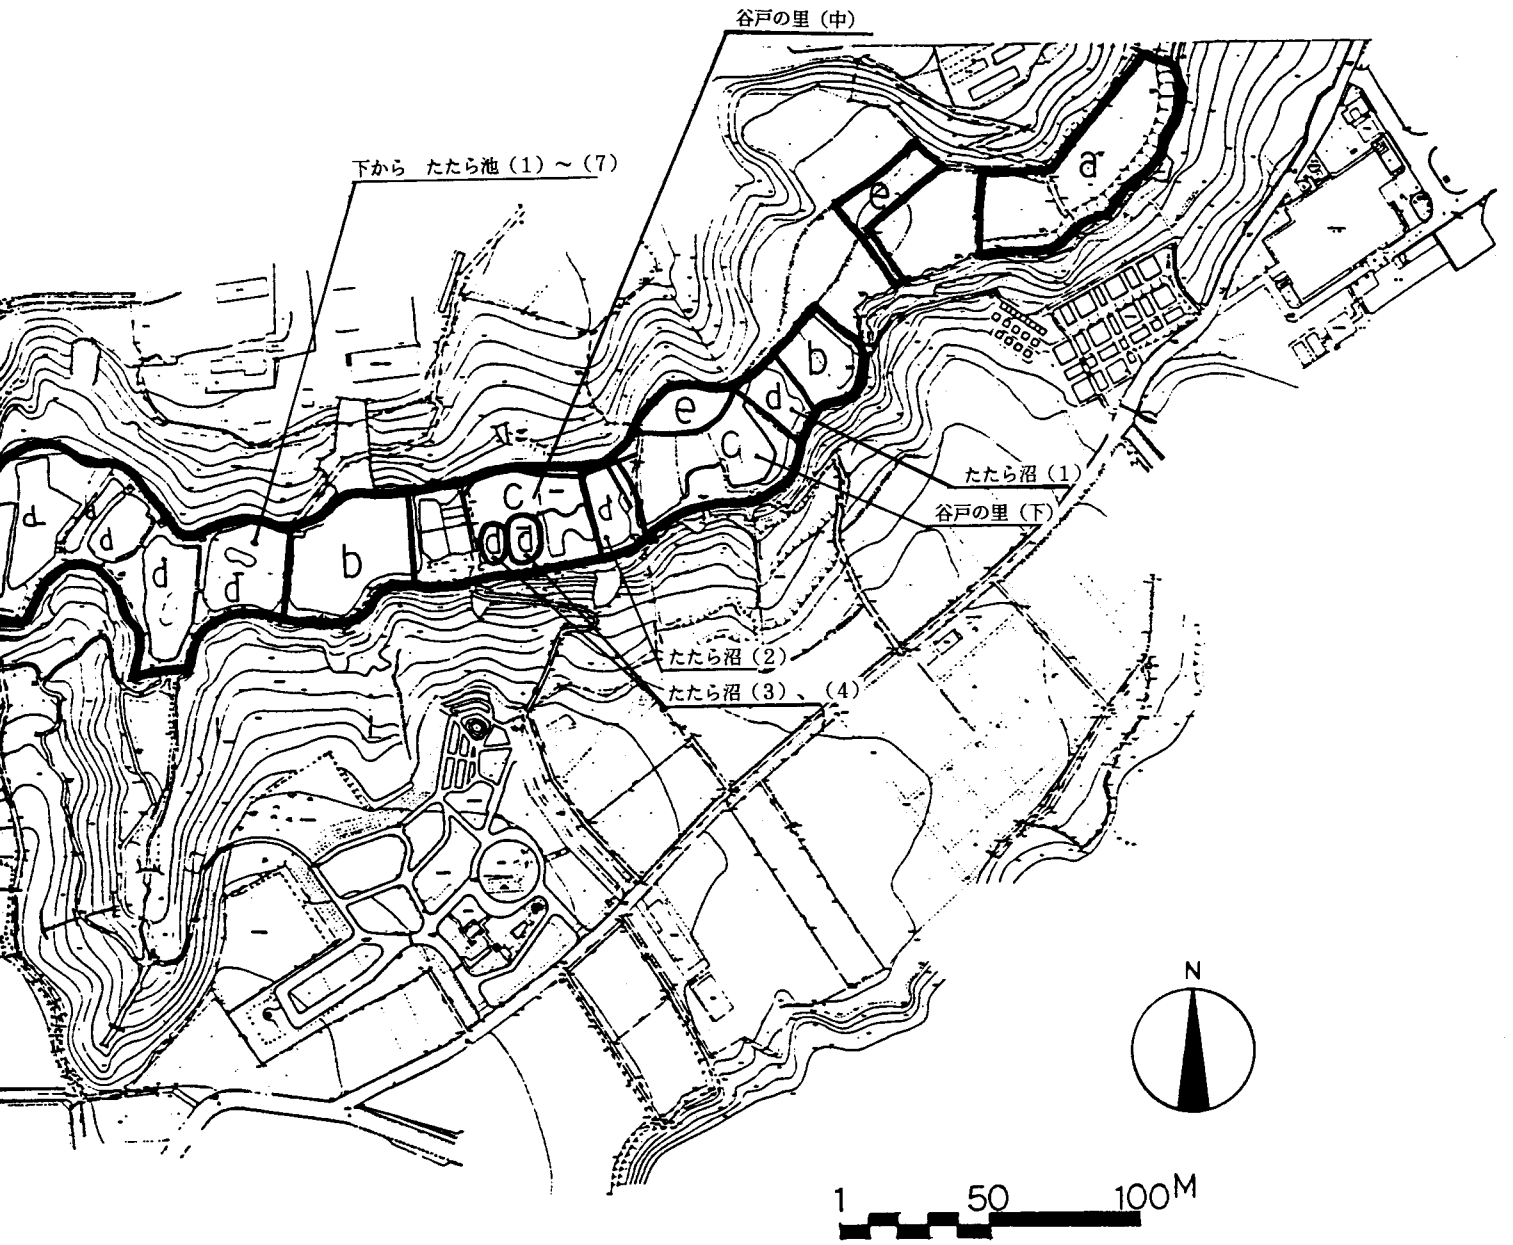 谷戸の里（中）
下から　たたら池（1）～（7）
a
e
b
d
e
c
たたら沼（1）
谷戸の里（下）
c
d
d
d
d
d
d
d
d
b
たたら沼（2）
たたら沼（3）、（4）
N
1 50 100M